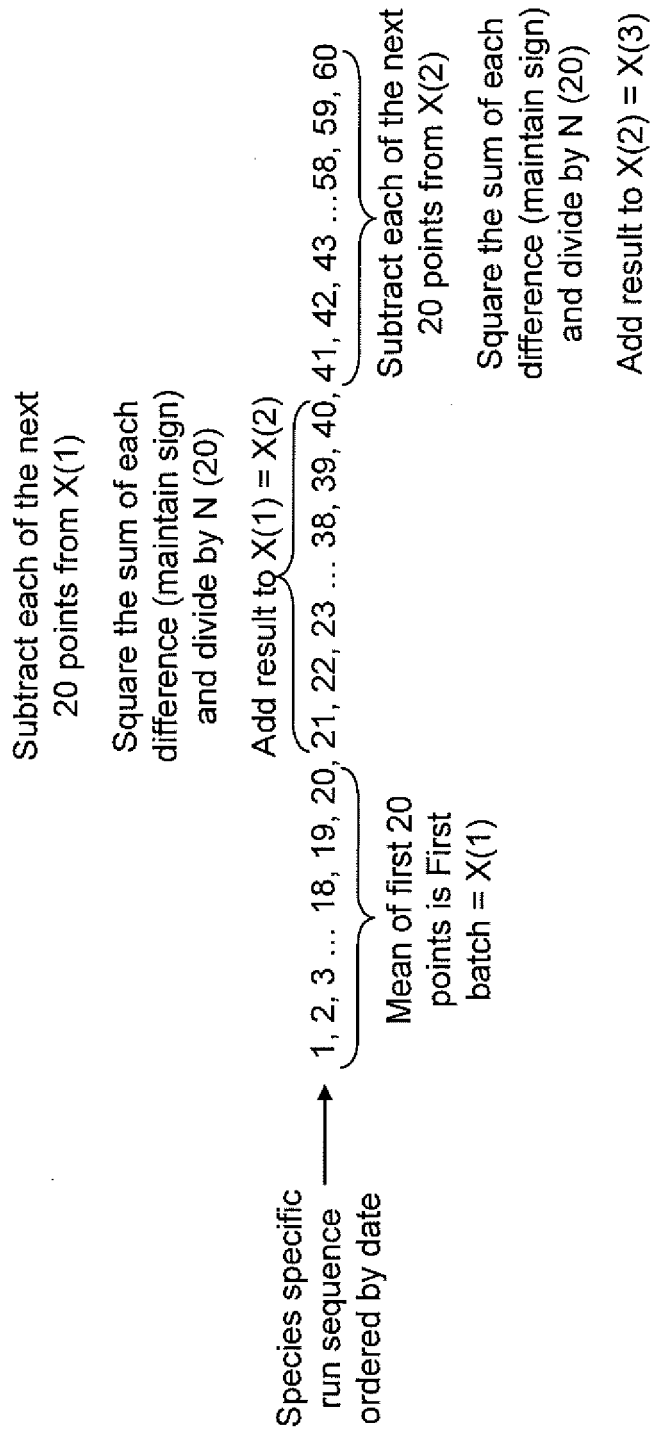 Species specific
run sequence
ordered by date
1, 2, 3 ... 18, 19, 20, 21, 22, 23 ... 38, 39, 40, 41, 42, 43 ...58, 59, 60
Mean of first 20
points is First
batch = X(1)
Subtract each of the next
20 points from X(1)
Square the sum of each
difference (maintain sign)
and divide by N (20)
Add result to X(1) = X(2)
Subtract each of the next
20 points from X(2)
Square the sum of each
difference (maintain sign)
and divide by N (20)
Add result to X(2) = X(3)